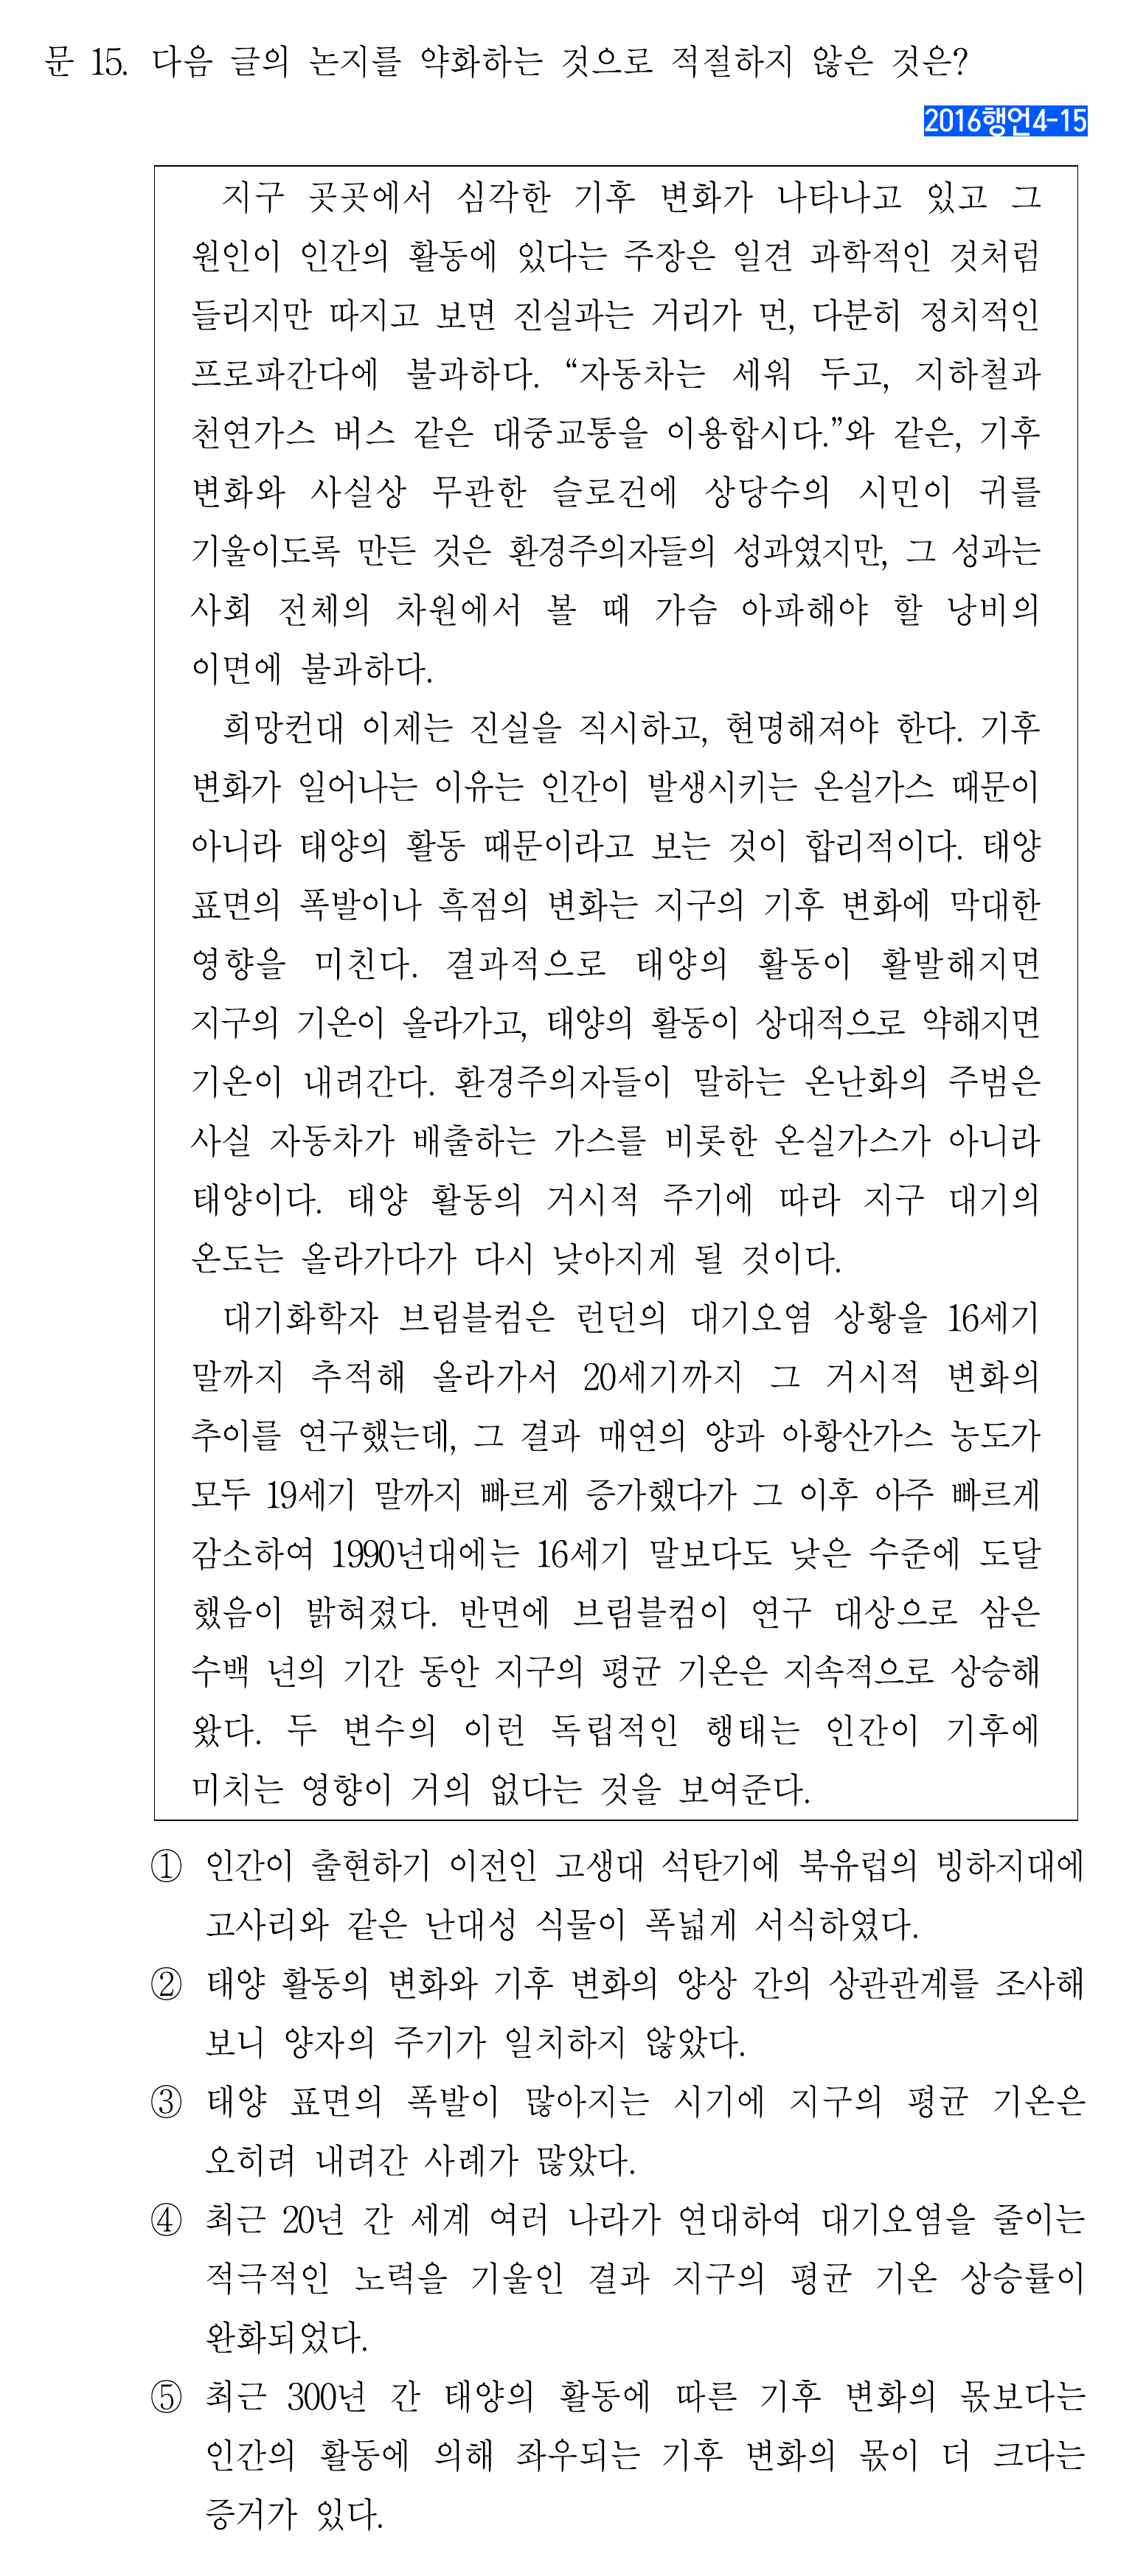 문 15. 다음 글의 논지를 약화하는 것으로 적절하지 않은 것은?
2016행언4-15
지구 곳곳에서 심각한 기후 변화가 나타나고 있고 그
원인이 인간의 활동에 있다는 주장은 일견 과학적인 것처럼
들리지만 따지고 보면 진실과는 거리가 먼, 다분히 정치적인
프로파간다에 불과하다. “자동차는 세워 두고, 지하철과
천연가스 버스 같은 대중교통을 이용합시다.”와 같은, 기후
변화와 사실상 무관한 슬로건에 상당수의 시민이 귀를
기울이도록 만든 것은 환경주의자들의 성과였지만, 그 성과는
사회 전체의 차원에서 볼 때 가슴 아파해야 할 낭비의
이면에 불과하다.
희망컨대 이제는 진실을 직시하고, 현명해져야 한다. 기후
변화가 일어나는 이유는 인간이 발생시키는 온실가스 때문이
아니라 태양의 활동 때문이라고 보는 것이 합리적이다. 태양
표면의 폭발이나 흑점의 변화는 지구의 기후 변화에 막대한
영향을 미친다. 결과적으로 태양의 활동이 활발해지면
지구의 기온이 올라가고, 태양의 활동이 상대적으로 약해지면
기온이 내려간다. 환경주의자들이 말하는 온난화의 주범은
사실 자동차가 배출하는 가스를 비롯한 온실가스가 아니라
태양이다. 태양 활동의 거시적 주기에 따라 지구 대기의
온도는 올라가다가 다시 낮아지게 될 것이다.
대기화학자 브림블컴은 런던의 대기오염 상황을 16세기
말까지 추적해 올라가서 20세기까지 그 거시적 변화의
추이를 연구했는데, 그 결과 매연의 양과 아황산가스 농도가
모두 19세기 말까지 빠르게 증가했다가 그 이후 아주 빠르게
감소하여 1990년대에는 16세기 말보다도 낮은 수준에 도달
했음이 밝혀졌다. 반면에 브림블컴이 연구 대상으로 삼은
수백 년의 기간 동안 지구의 평균 기온은 지속적으로 상승해
왔다. 두 변수의 이런 독립적인 행태는 인간이 기후에
미치는 영향이 거의 없다는 것을 보여준다.
① 인간이 출현하기 이전인 고생대 석탄기에 북유럽의 빙하지대에
고사리와 같은 난대성 식물이 폭넓게 서식하였다.
② 태양 활동의 변화와 기후 변화의 양상 간의 상관관계를 조사해
보니 양자의 주기가 일치하지 않았다.
③ 태양 표면의 폭발이 많아지는 시기에 지구의 평균 기온은
오히려 내려간 사례가 많았다.
④ 최근 20년 간 세계 여러 나라가 연대하여 대기오염을 줄이는
적극적인 노력을 기울인 결과 지구의 평균 기온 상승률이
완화되었다.
⑤ 최근 300년 간 태양의 활동에 따른 기후 변화의 몫보다는
인간의 활동에 의해 좌우되는 기후 변화의 몫이 더 크다는
증거가 있다.